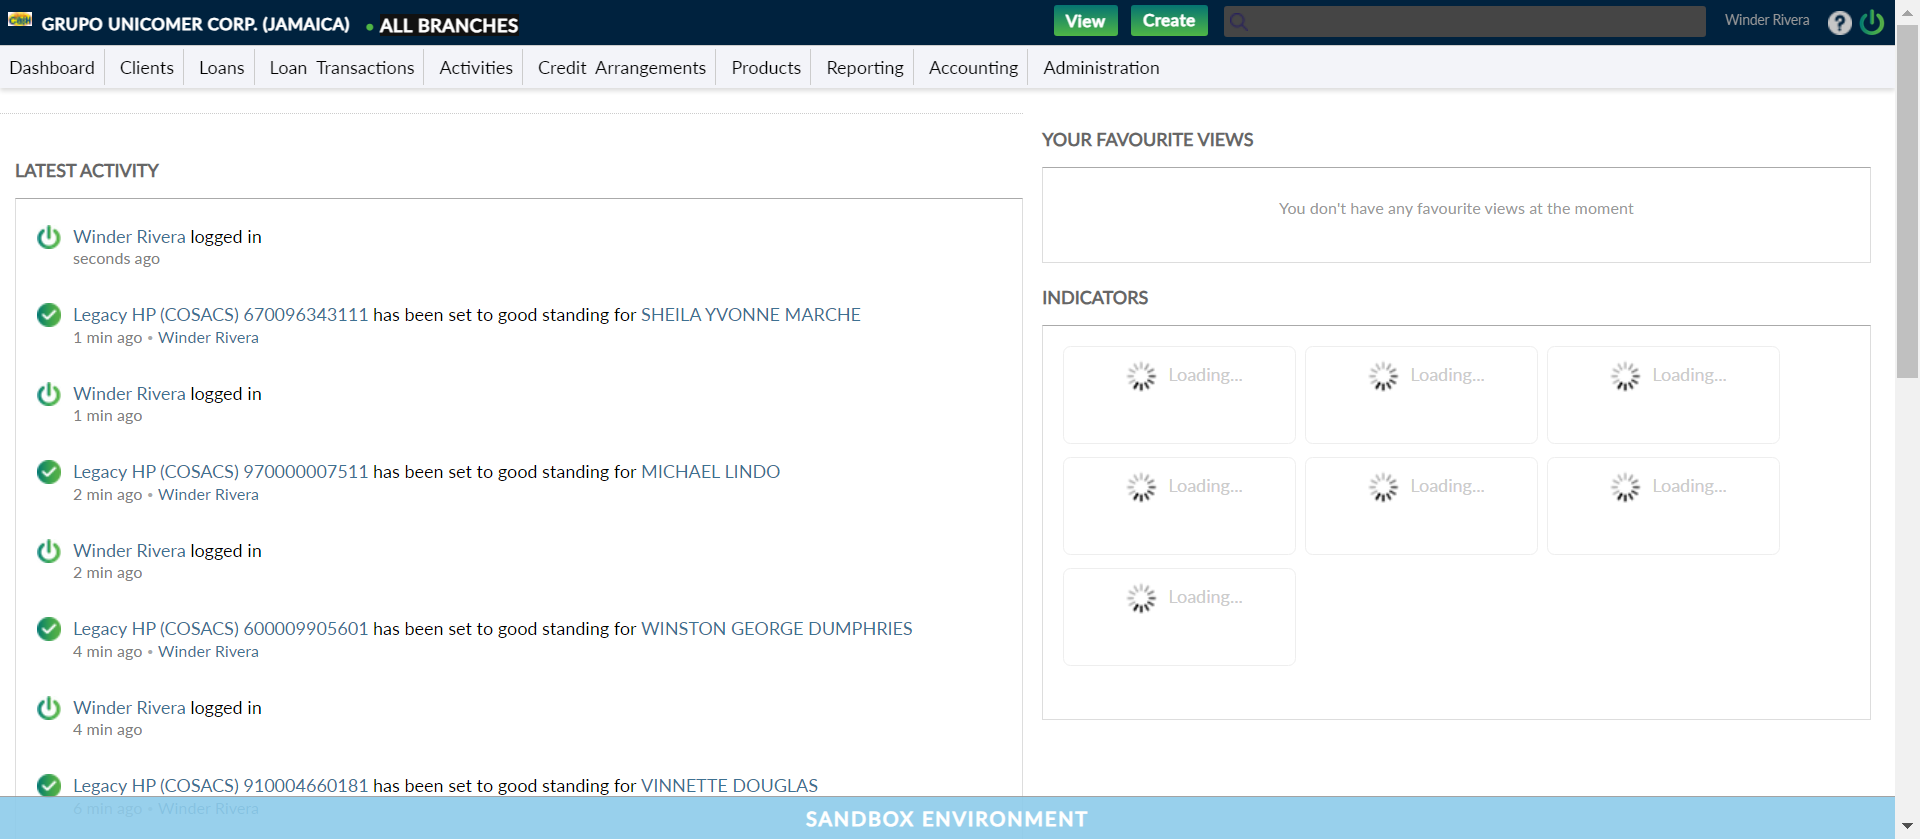 GRUPO UNICOMER CORP. (JAMAICA) • ALL BRANCHES View Create Winder Rivera ?
Dashboard Clients Loans Loan Transactions Activities Credit Arrangements Products Reporting Accounting Administration
LATEST ACTIVITY
Winder Rivera logged in
seconds ago
Legacy HP (COSACS) 670096343111 has been set to good standing for SHEILA YVONNE MARCHE
1 min ago • Winder Rivera
Winder Rivera logged in
1 min ago
Legacy HP (COSACS) 970000007511 has been set to good standing for MICHAEL LINDO
2 min ago • Winder Rivera
Winder Rivera logged in
2 min ago
Legacy HP (COSACS) 600009905601 has been set to good standing for WINSTON GEORGE DUMPHRIES
4 min ago • Winder Rivera
Winder Rivera logged in
4 min ago
Legacy HP (COSACS) 910004660181 has been set to good standing for VINNETTE DOUGLAS
6 min ago • Winder Rivera
YOUR FAVOURITE VIEWS
You don't have any favourite views at the moment
INDICATORS
Loading... Loading... Loading...
Loading... Loading... Loading...
Loading...
SANDBOX ENVIRONMENT